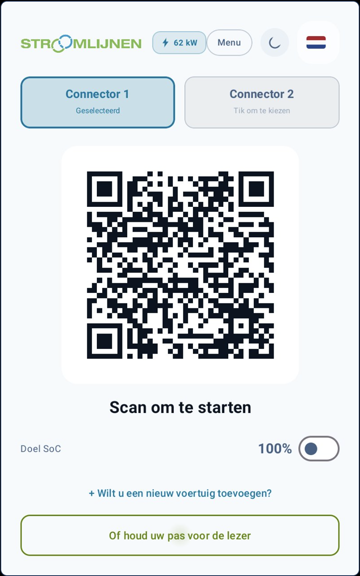 STROOMLIJNEN
62 kW
Menu
Connector 1
Geselecteerd
Connector 2
Tik om te kiezen
Scan om te starten
Doel SoC
100%
+ Wilt u een nieuw voertuig toevoegen?
Of houd uw pas voor de lezer